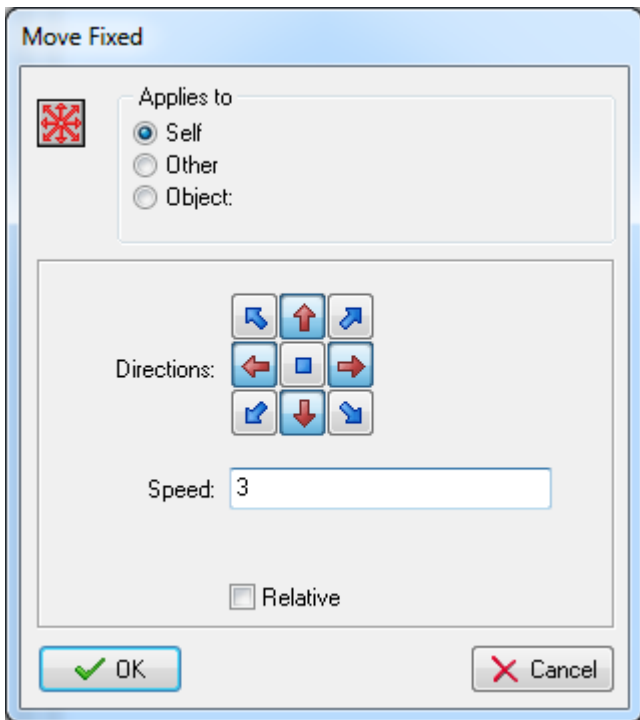 Move Fixed
Applies to
Self
Other
Object:
Directions:
Speed: 3
Relative
OK Cancel